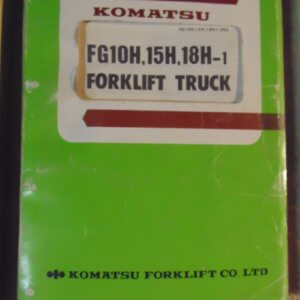 KOMATSU
FG10H,15H,18H-1
FORKLIFT TRUCK
KOMATSU FORKLIFT CO. LTD